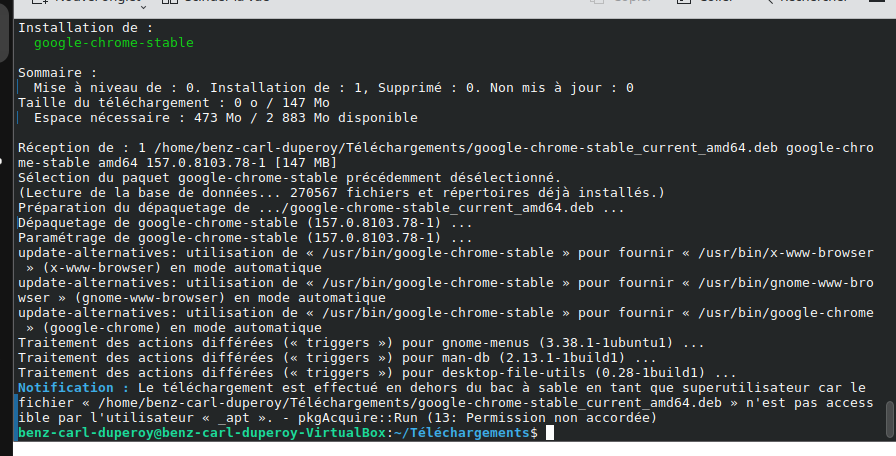 Installation de :
google-chrome-stable
Sommaire :
Mise à niveau de : 0. Installation de : 1, Supprimé : 0. Non mis à jour : 0
Taille du téléchargement : 0 o / 147 Mo
Espace nécessaire : 473 Mo / 2 883 Mo disponible
Réception de : 1 /home/benz-carl-duperoy/Téléchargements/google-chrome-stable_current_amd64.deb google-chro
me-stable amd64 157.0.8103.78-1 [147 MB]
Sélection du paquet google-chrome-stable précédemment désélectionné.
(Lecture de la base de données... 270567 fichiers et répertoires déjà installés.)
Préparation du dépaquetage de .../google-chrome-stable_current_amd64.deb ...
Dépaquetage de google-chrome-stable (157.0.8103.78-1) ...
Paramétrage de google-chrome-stable (157.0.8103.78-1) ...
update-alternatives: utilisation de « /usr/bin/google-chrome-stable » pour fournir « /usr/bin/x-www-browser
» (x-www-browser) en mode automatique
update-alternatives: utilisation de « /usr/bin/google-chrome-stable » pour fournir « /usr/bin/gnome-www-bro
wser » (gnome-www-browser) en mode automatique
update-alternatives: utilisation de « /usr/bin/google-chrome-stable » pour fournir « /usr/bin/google-chrome
» (google-chrome) en mode automatique
Traitement des actions différées (« triggers ») pour gnome-menus (3.38.1-1ubuntu1) ...
Traitement des actions différées (« triggers ») pour man-db (2.13.1-1build1) ...
Traitement des actions différées (« triggers ») pour desktop-file-utils (0.28-1build1) ...
Notification : Le téléchargement est effectué en dehors du bac à sable en tant que superutilisateur car le
fichier « /home/benz-carl-duperoy/Téléchargements/google-chrome-stable_current_amd64.deb » n'est pas access
ible par l'utilisateur « _apt ». - pkgAcquire::Run (13: Permission non accordée)
benz-carl-duperoy@benz-carl-duperoy-VirtualBox:~/Téléchargements$